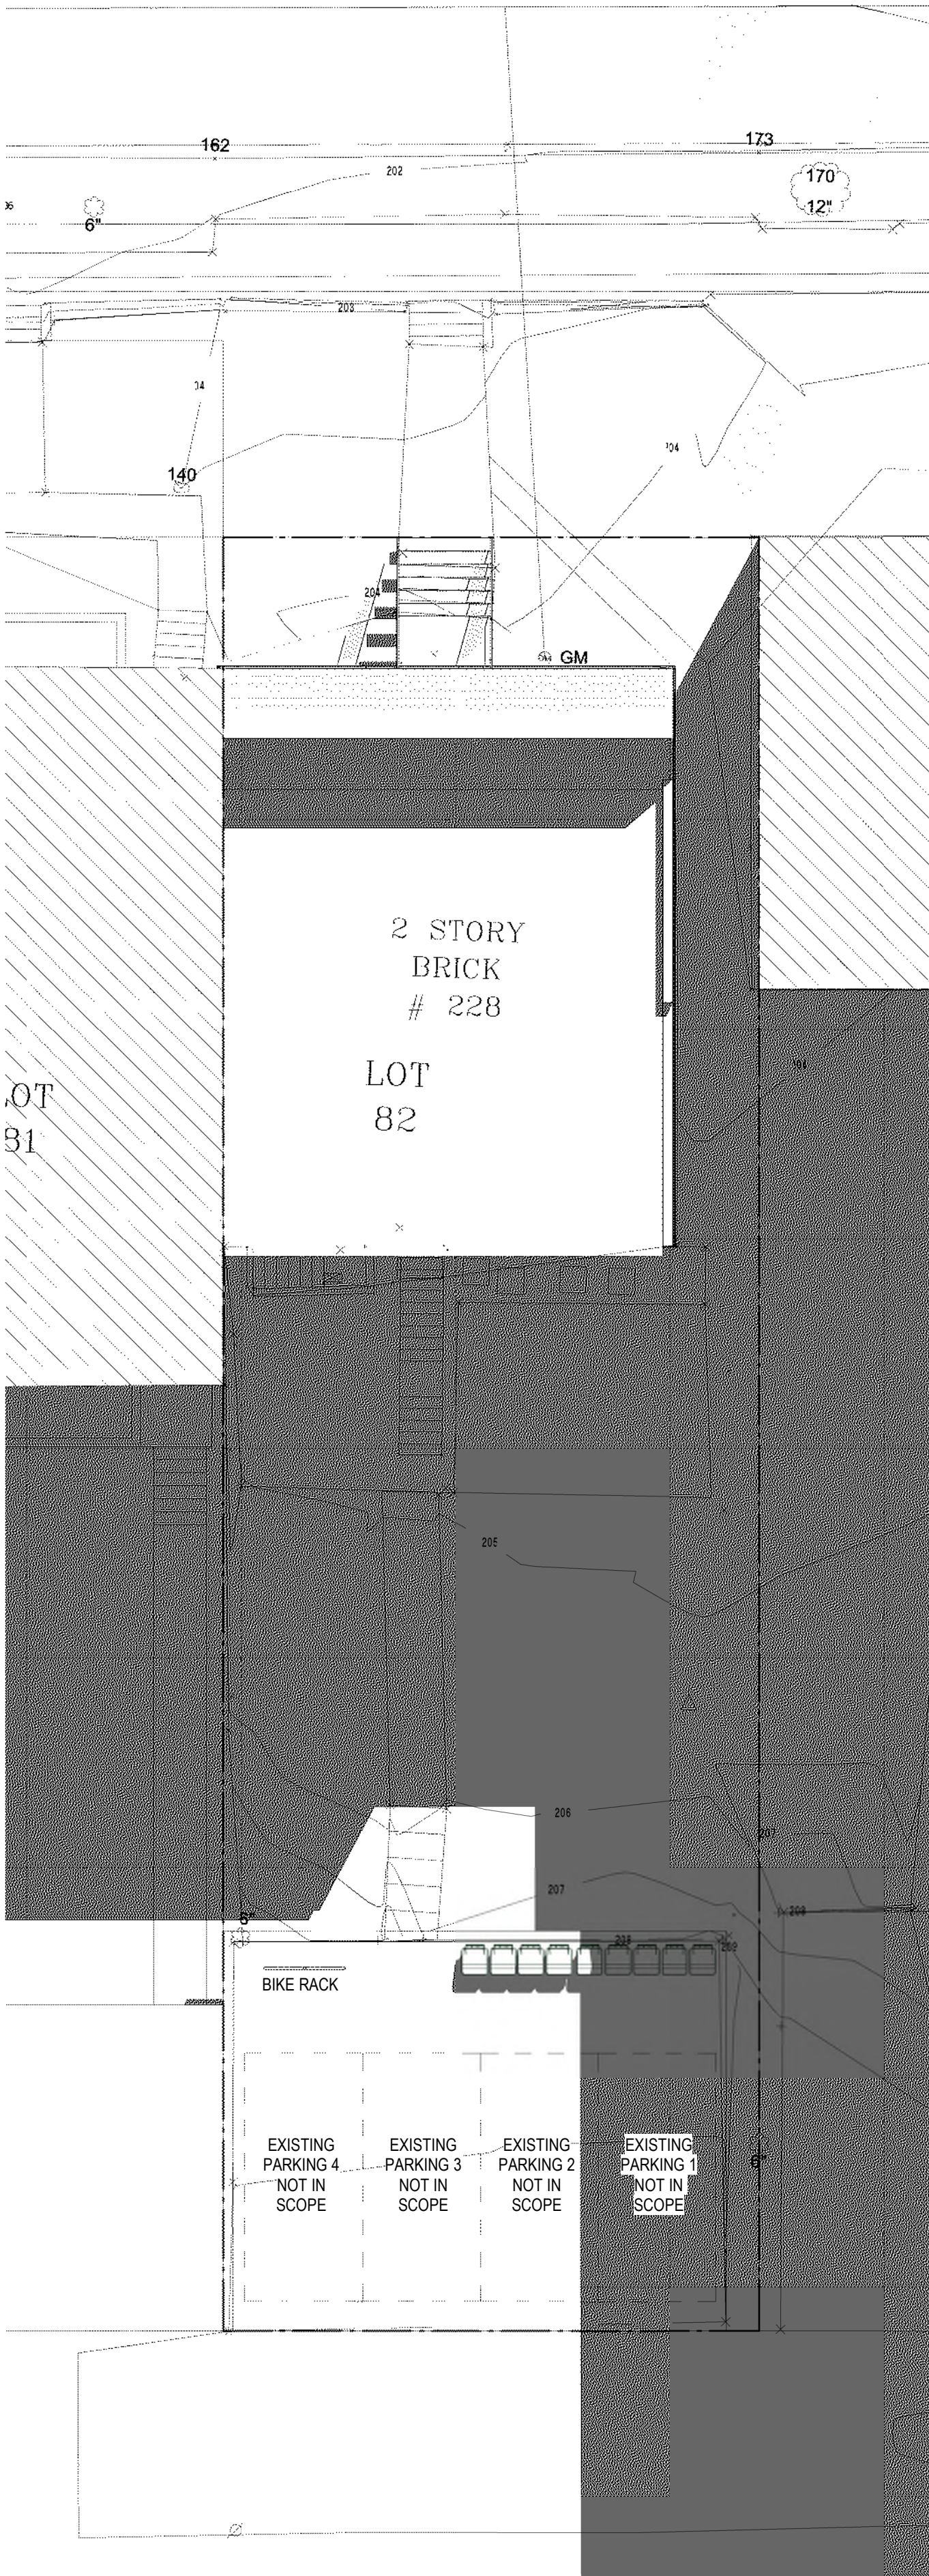 162
173
202
170
12"
6"
203
140
204
GM
2 STORY
BRICK
# 228
LOT
82
205
206
207
207
208
6"
208
209
BIKE RACK
EXISTING
PARKING 4
NOT IN
SCOPE
EXISTING
PARKING 3
NOT IN
SCOPE
EXISTING
PARKING 2
NOT IN
SCOPE
EXISTING
PARKING 1
NOT IN
SCOPE
6"